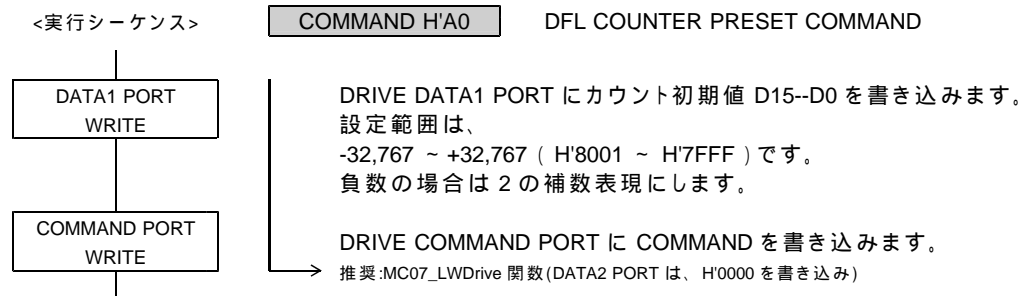 <実行シーケンス>
COMMAND H'A0
DFL COUNTER PRESET COMMAND
DATA1 PORT
WRITE
DRIVE DATA1 PORT にカウント初期値 D15--D0 を書き込みます。
設定範囲は、
-32,767 ~ +32,767 ( H'8001 ~ H'7FFF ) です。
負数の場合は 2 の補数表現にします。
COMMAND PORT
WRITE
DRIVE COMMAND PORT に COMMAND を書き込みます。
推奨:MC07_LWDrive 関数(DATA2 PORT は、H'0000 を書き込み)